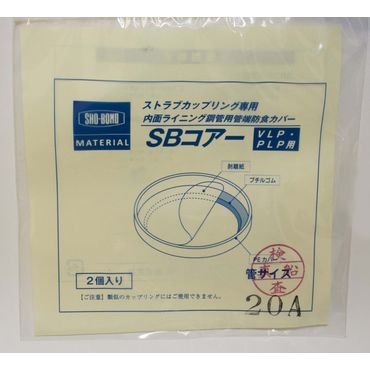 ストラブカップリング専用
内面ライニング鋼管用管端防食カバー
SHO-BOND
MATERIAL
SBコアー
VLP・
PLP用
剥離紙
ブチルゴム
PEカバー
管サイズ
検
船
査
20A
2個入り
【ご注意】類似のカップリングにはご使用できません。